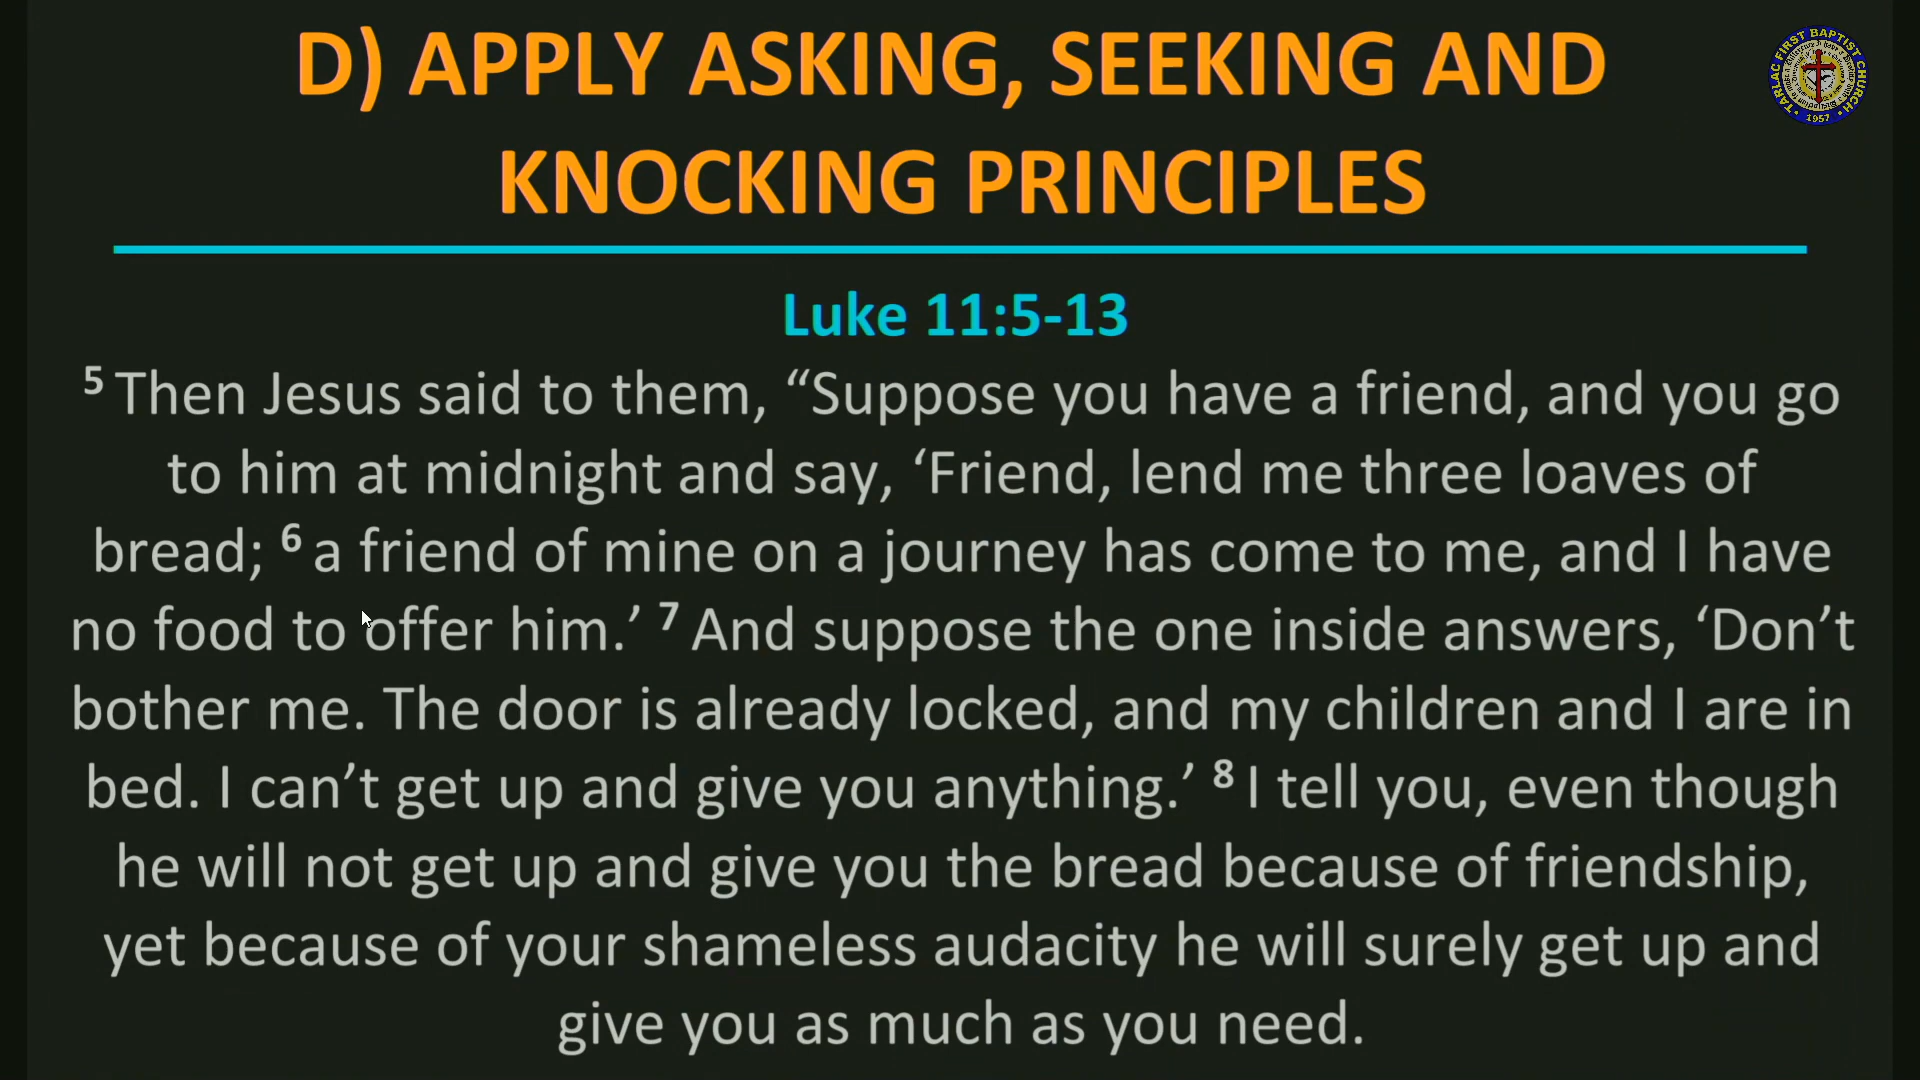 D) APPLY ASKING, SEEKING AND
KNOCKING PRINCIPLES
TARLAC FIRST BAPTIST CHURCH
1957
Luke 11:5-13
5 Then Jesus said to them, “Suppose you have a friend, and you go
to him at midnight and say, ‘Friend, lend me three loaves of
bread; 6 a friend of mine on a journey has come to me, and I have
no food to offer him.’ 7 And suppose the one inside answers, ‘Don’t
bother me. The door is already locked, and my children and I are in
bed. I can’t get up and give you anything.’ 8 I tell you, even though
he will not get up and give you the bread because of friendship,
yet because of your shameless audacity he will surely get up and
give you as much as you need.